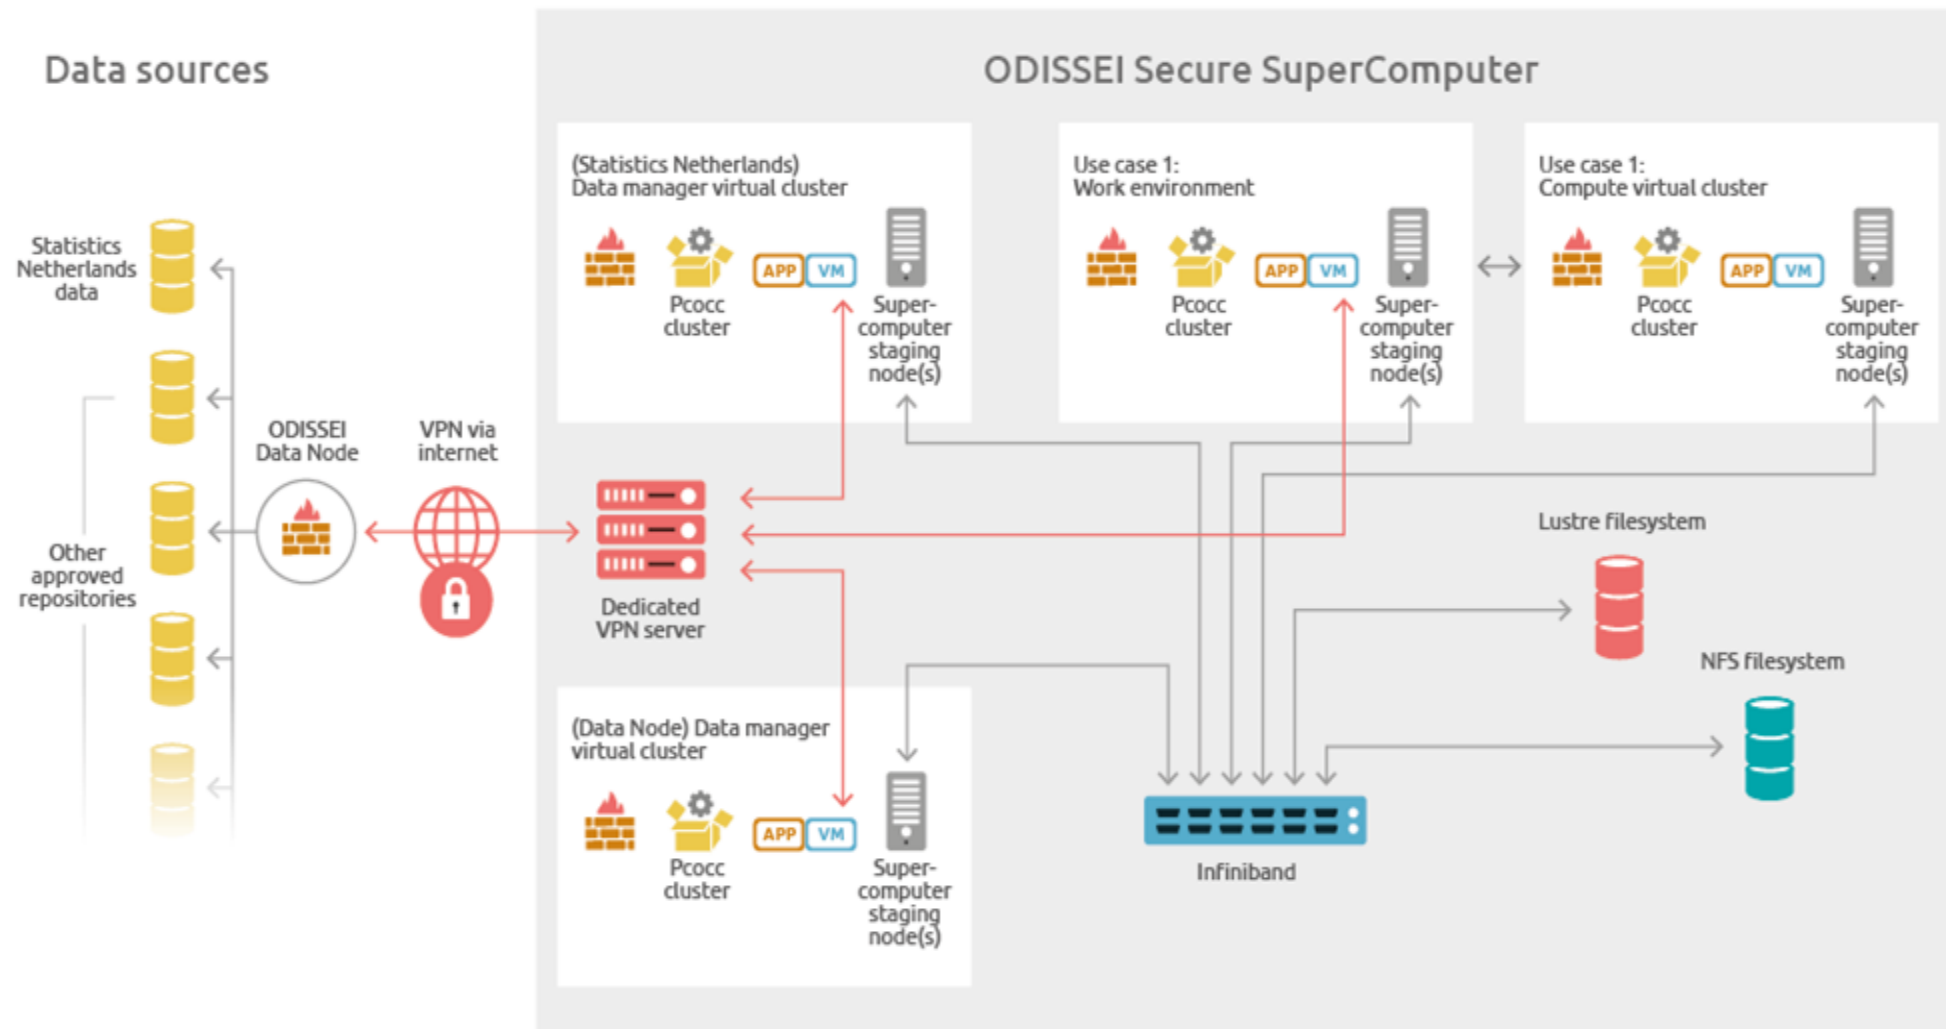 Data sources
ODISSEI Secure SuperComputer
Statistics
Netherlands
data
Other
approved
repositories
ODISSEI
Data Node
VPN via
internet
(Statistics Netherlands)
Data manager virtual cluster
Pcocc
cluster
APP VM
Super-
computer
staging
node(s)
Use case 1:
Work environment
Pcocc
cluster
APP VM
Super-
computer
staging
node(s)
Use case 1:
Compute virtual cluster
Pcocc
cluster
APP VM
Super-
computer
staging
node(s)
Dedicated
VPN server
Lustre filesystem
NFS filesystem
(Data Node) Data manager
virtual cluster
Pcocc
cluster
APP VM
Super-
computer
staging
node(s)
Infiniband